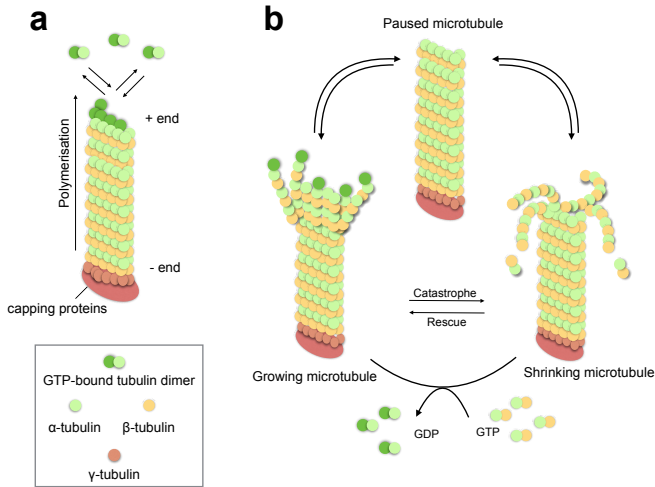 a
+ end
Polymerisation
- end
capping proteins
GTP-bound tubulin dimer
α-tubulin
β-tubulin
γ-tubulin
b
Paused microtubule
Catastrophe
Rescue
Growing microtubule
Shrinking microtubule
GDP
GTP